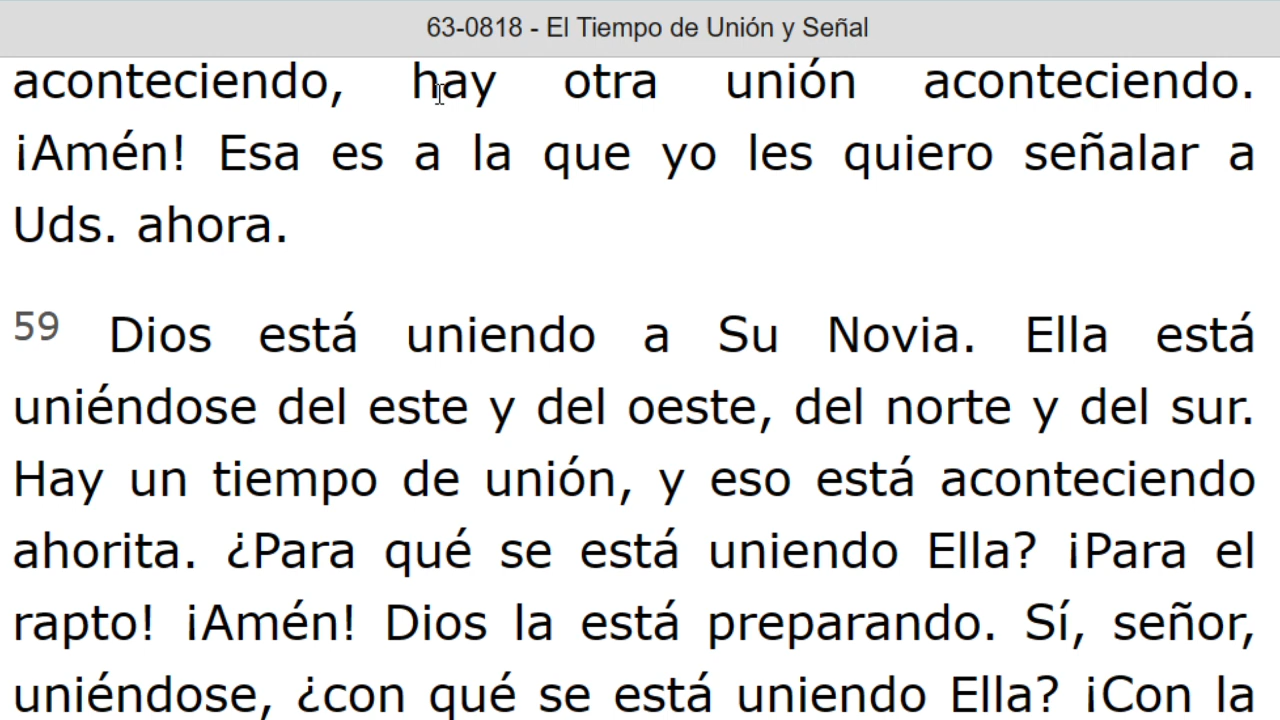 63-0818 - El Tiempo de Unión y Señal
aconteciendo, hay otra unión aconteciendo.
¡Amén! Esa es a la que yo les quiero señalar a
Uds. ahora.
59 Dios está uniendo a Su Novia. Ella está
uniéndose del este y del oeste, del norte y del sur.
Hay un tiempo de unión, y eso está aconteciendo
ahorita. ¿Para qué se está uniendo Ella? ¡Para el
rapto! ¡Amén! Dios la está preparando. Sí, señor,
uniéndose, ¿con qué se está uniendo Ella? ¡Con la